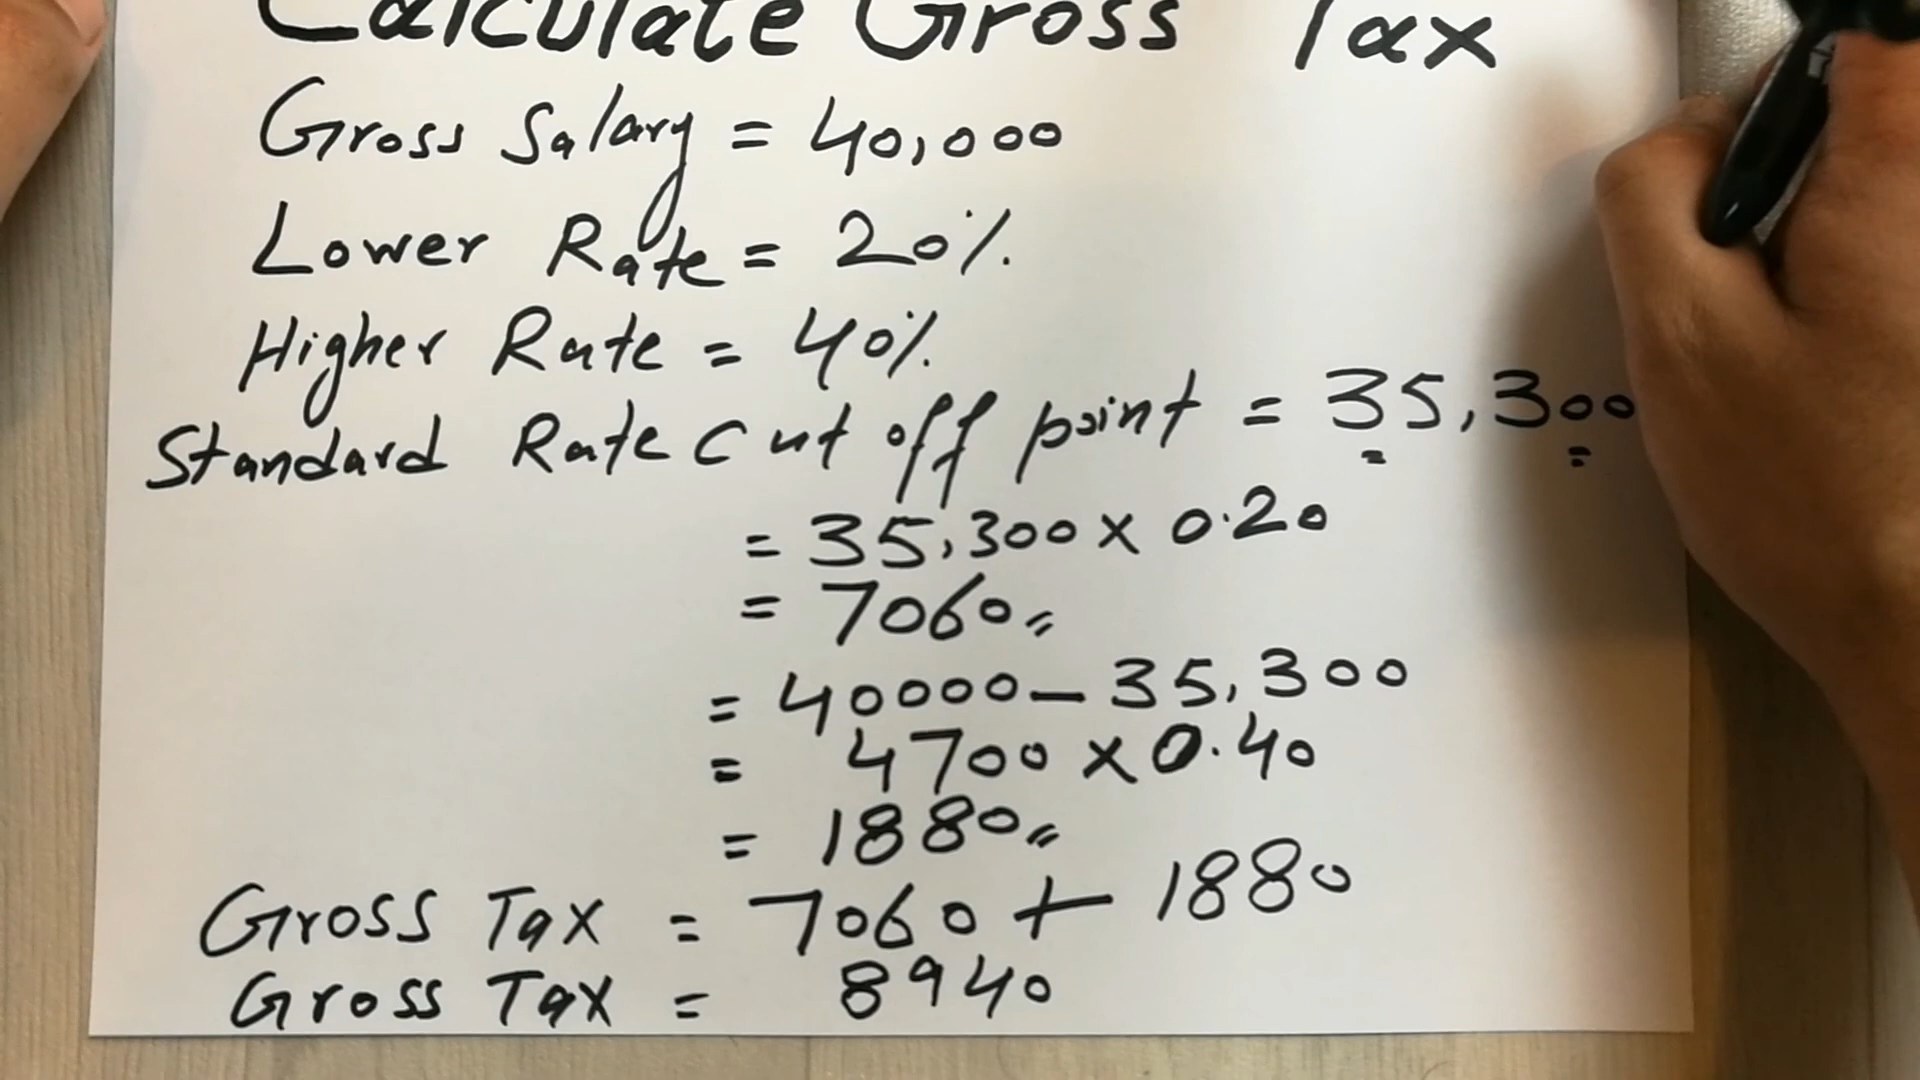 Calculate Gross Tax
Gross Salary = 40,000
Lower Rate = 20%
Higher Rate = 40%
Standard Rate cut off point = 35,300
= 35,300 x 0.20
= 7060
= 40000 - 35,300
= 4700 x 0.40
= 1880
Gross Tax = 7060 + 1880
Gross Tax = 8940